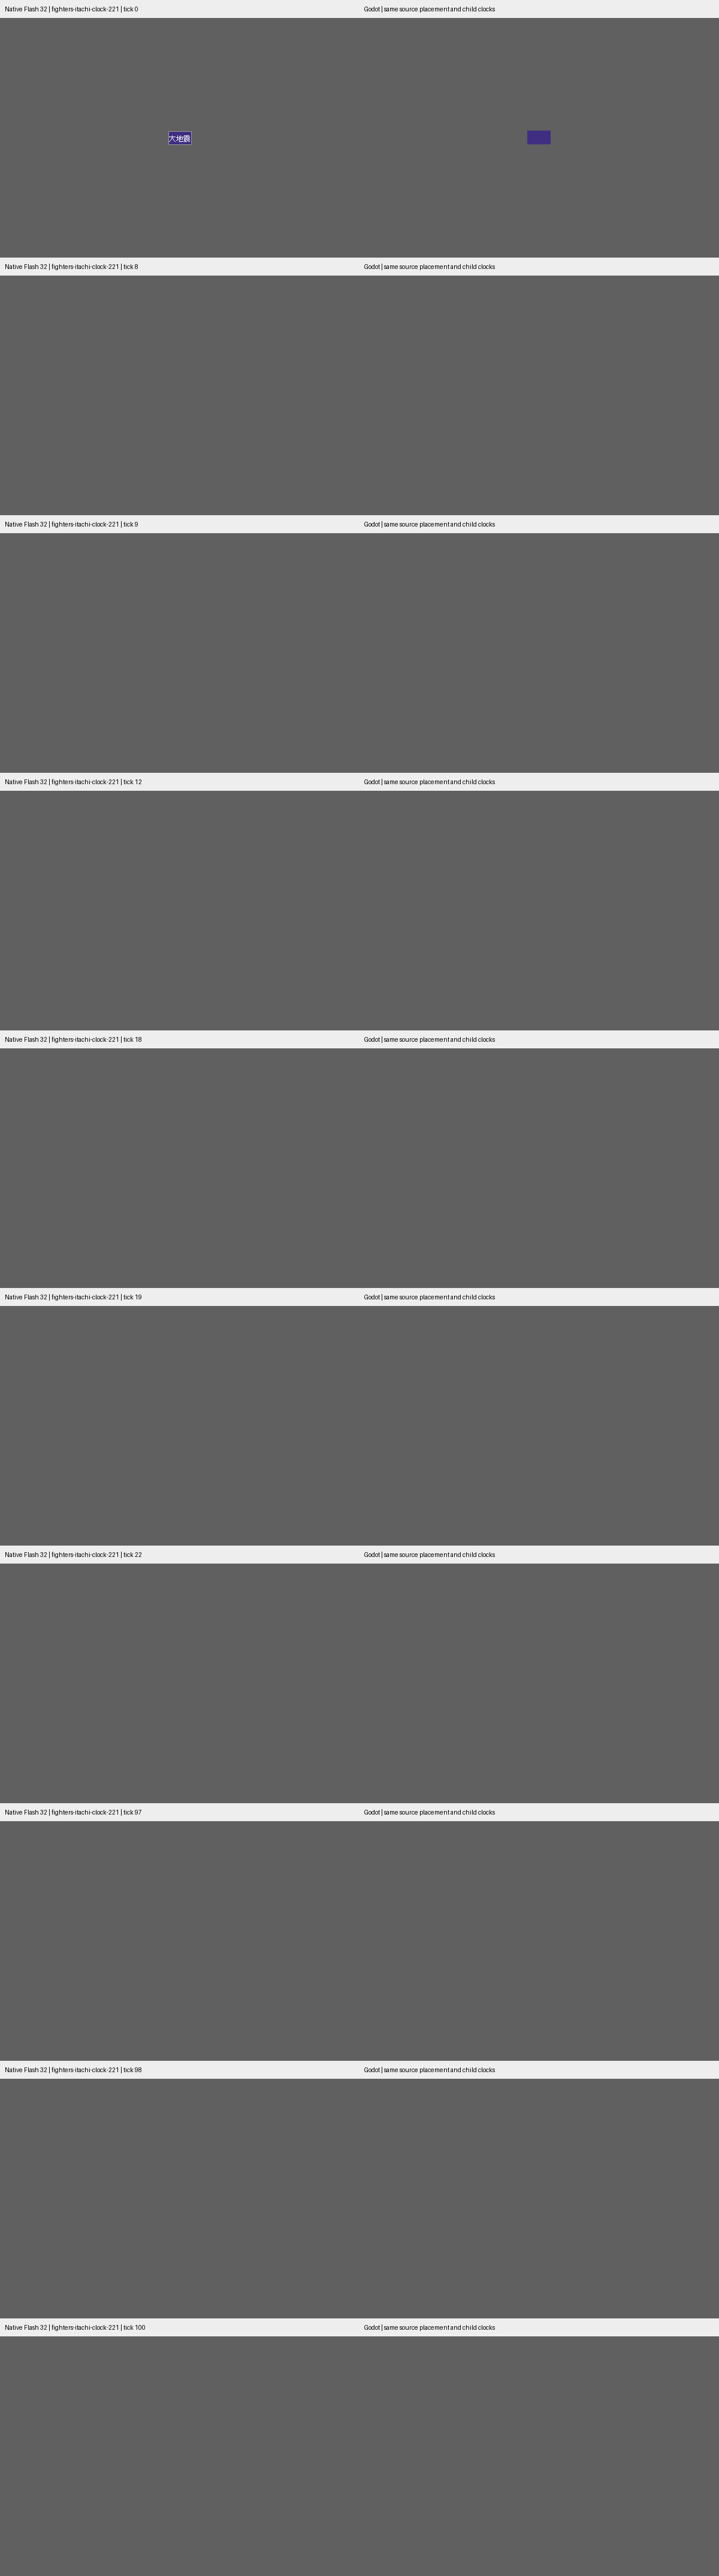 Native Flash 32 | fighters-itachi-clock-221 | tick 0
Godot | same source placement and child clocks
大地震
Native Flash 32 | fighters-itachi-clock-221 | tick 8
Godot | same source placement and child clocks
Native Flash 32 | fighters-itachi-clock-221 | tick 9
Godot | same source placement and child clocks
Native Flash 32 | fighters-itachi-clock-221 | tick 12
Godot | same source placement and child clocks
Native Flash 32 | fighters-itachi-clock-221 | tick 18
Godot | same source placement and child clocks
Native Flash 32 | fighters-itachi-clock-221 | tick 19
Godot | same source placement and child clocks
Native Flash 32 | fighters-itachi-clock-221 | tick 22
Godot | same source placement and child clocks
Native Flash 32 | fighters-itachi-clock-221 | tick 97
Godot | same source placement and child clocks
Native Flash 32 | fighters-itachi-clock-221 | tick 98
Godot | same source placement and child clocks
Native Flash 32 | fighters-itachi-clock-221 | tick 100
Godot | same source placement and child clocks